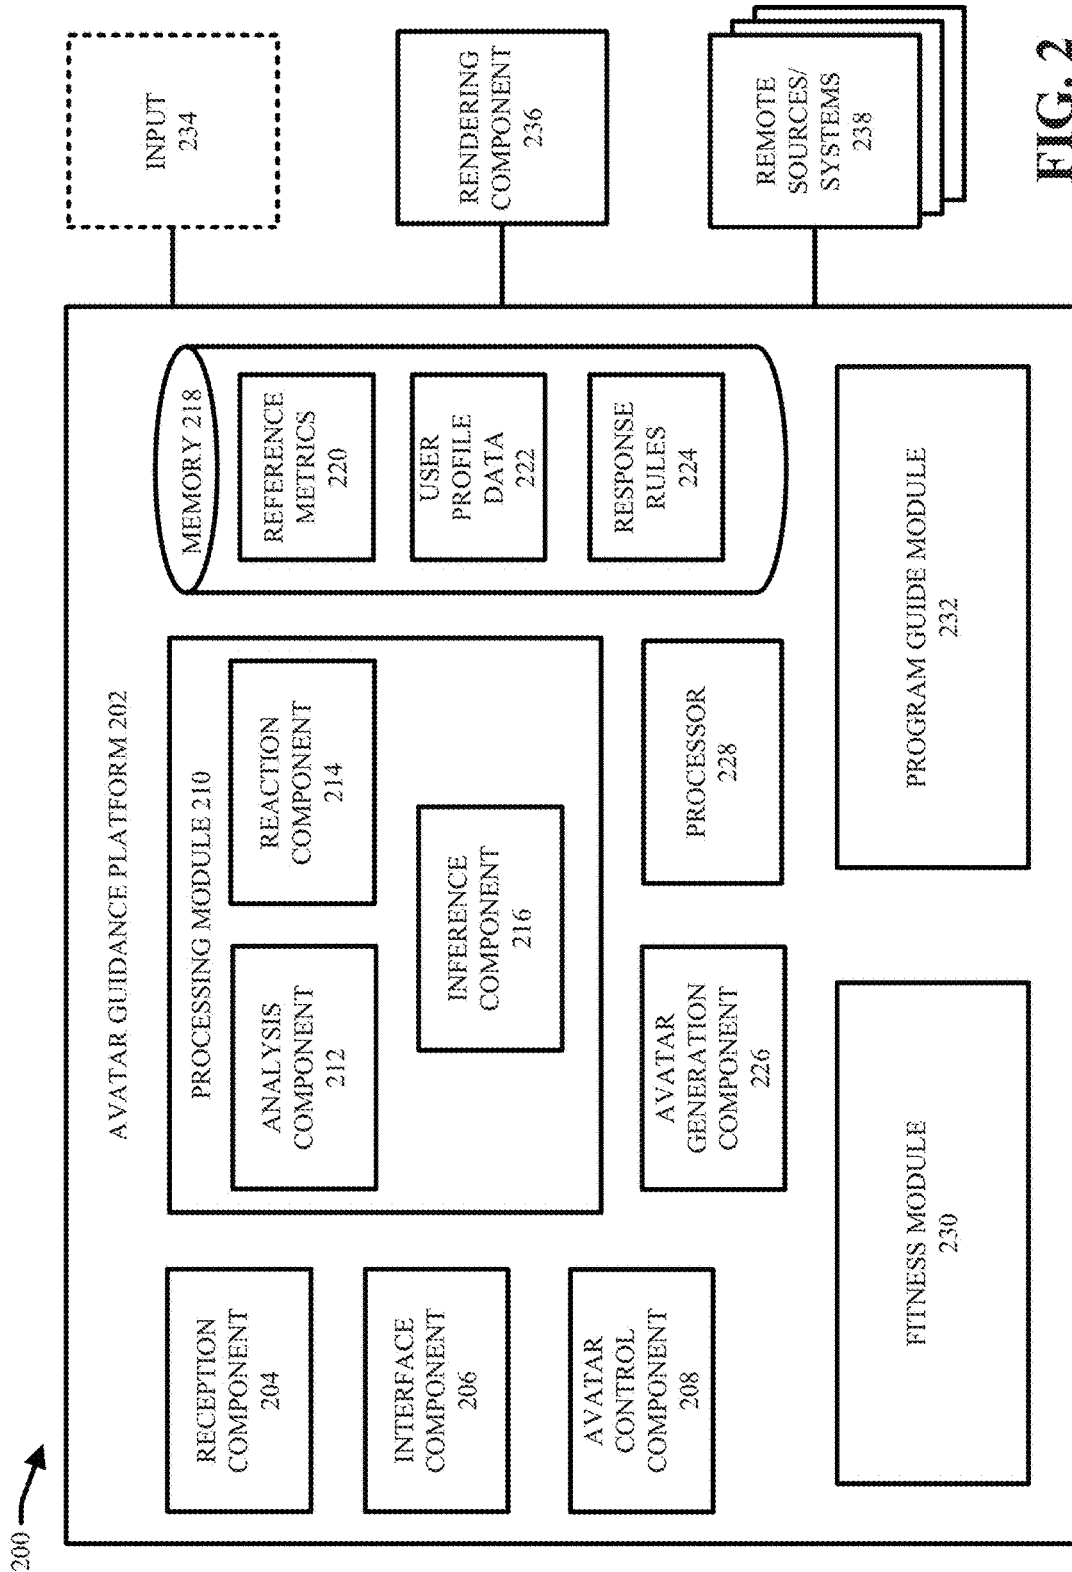 200
AVATAR GUIDANCE PLATFORM 202
RECEPTION
COMPONENT
204
INTERFACE
COMPONENT
206
AVATAR
CONTROL
COMPONENT
208
PROCESSING MODULE 210
ANALYSIS
COMPONENT
212
REACTION
COMPONENT
214
INFERENCE
COMPONENT
216
MEMORY 218
REFERENCE
METRICS
220
USER
PROFILE
DATA
222
RESPONSE
RULES
224
AVATAR
GENERATION
COMPONENT
226
PROCESSOR
228
FITNESS MODULE
230
PROGRAM GUIDE MODULE
232
INPUT
234
RENDERING
COMPONENT
236
REMOTE
SOURCES/
SYSTEMS
238
FIG. 2